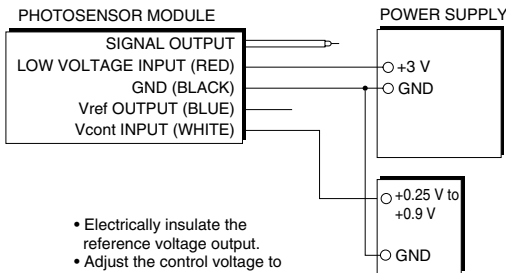 PHOTOSENSOR MODULE
POWER SUPPLY
SIGNAL OUTPUT
LOW VOLTAGE INPUT (RED)
GND (BLACK)
Vref OUTPUT (BLUE)
Vcont INPUT (WHITE)
+3 V
GND
+0.25 V to
+0.9 V
GND
• Electrically insulate the
reference voltage output.
• Adjust the control voltage to